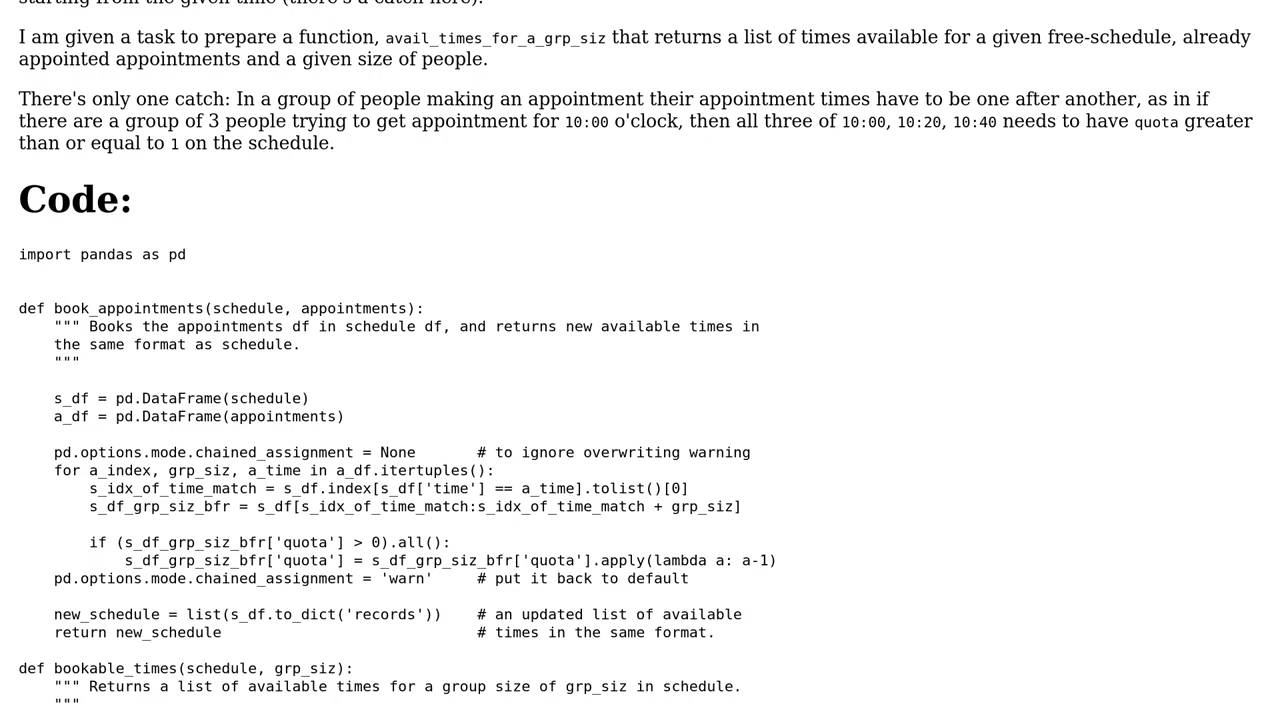 starting from the given time (there's a catch here).
I am given a task to prepare a function, avail_times_for_a_grp_siz that returns a list of times available for a given free-schedule, already
appointed appointments and a given size of people.
There's only one catch: In a group of people making an appointment their appointment times have to be one after another, as in if
there are a group of 3 people trying to get appointment for 10:00 o'clock, then all three of 10:00, 10:20, 10:40 needs to have quota greater
than or equal to 1 on the schedule.
Code:
import pandas as pd
def book_appointments(schedule, appointments):
    """ Books the appointments df in schedule df, and returns new available times in
    the same format as schedule.
    """
    s_df = pd.DataFrame(schedule)
    a_df = pd.DataFrame(appointments)
    pd.options.mode.chained_assignment = None       # to ignore overwriting warning
    for a_index, grp_siz, a_time in a_df.itertuples():
        s_idx_of_time_match = s_df.index[s_df['time'] == a_time].tolist()[0]
        s_df_grp_siz_bfr = s_df[s_idx_of_time_match:s_idx_of_time_match + grp_siz]
        if (s_df_grp_siz_bfr['quota'] > 0).all():
            s_df_grp_siz_bfr['quota'] = s_df_grp_siz_bfr['quota'].apply(lambda a: a-1)
    pd.options.mode.chained_assignment = 'warn'     # put it back to default
    new_schedule = list(s_df.to_dict('records'))    # an updated list of available
    return new_schedule                             # times in the same format.
def bookable_times(schedule, grp_siz):
    """ Returns a list of available times for a group size of grp_siz in schedule.
    """